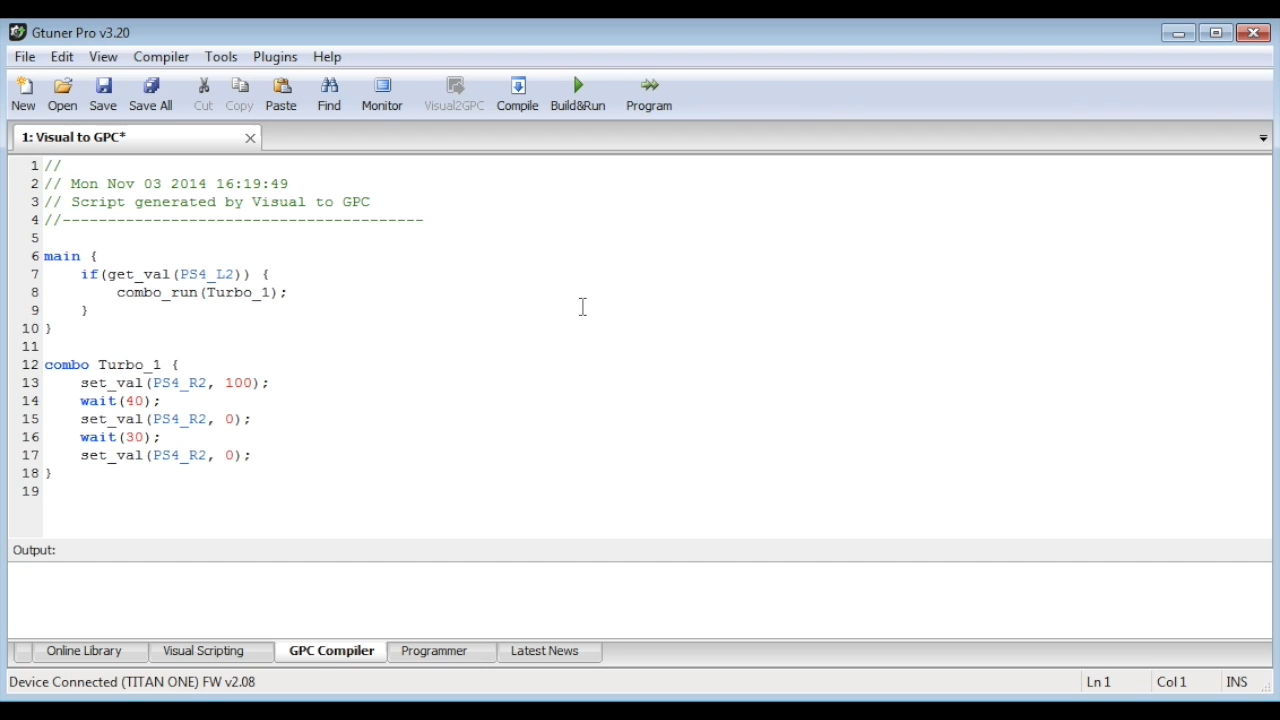 Gtuner Pro v3.20
File Edit View Compiler Tools Plugins Help
New Open Save Save All Cut Copy Paste Find Monitor Visual2GPC Compile Build&Run Program
1: Visual to GPC*
1 //
2 // Mon Nov 03 2014 16:19:49
3 // Script generated by Visual to GPC
4 //----------------------------------------
5
6 main {
7     if(get_val(PS4_L2)) {
8         combo_run(Turbo_1);
9     }
10 }
11
12 combo Turbo_1 {
13     set_val(PS4_R2, 100);
14     wait(40);
15     set_val(PS4_R2, 0);
16     wait(30);
17     set_val(PS4_R2, 0);
18 }
19
Output:
Online Library Visual Scripting GPC Compiler Programmer Latest News
Device Connected (TITAN ONE) FW v2.08 Ln 1 Col 1 INS